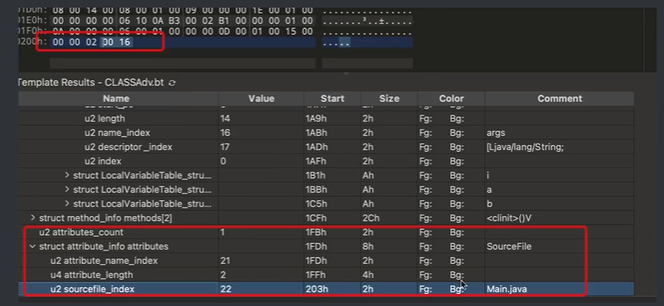 0100h: 08 00 14 00 08 00 01 00 09 00 00 00 1E 00 01 00 ................
01E0h: 00 00 00 00 06 10 0A B3 00 02 B1 00 00 00 01 00 .......³..±.....
01F0h: 0A 00 00 00 06 00 01 00 00 00 0D 00 01 00 15 00 ................
0200h: 00 00 02 00 16 .....
Template Results - CLASSAdv.bt
Name Value Start Size Color Comment
u2 length 14 1A9h 2h Fg: Bg:
u2 name_index 16 1ABh 2h Fg: Bg: args
u2 descriptor_index 17 1ADh 2h Fg: Bg: [Ljava/lang/String;
u2 index 0 1AFh 2h Fg: Bg:
> struct LocalVariableTable_stru... 1B1h Ah Fg: Bg: i
> struct LocalVariableTable_stru... 1BBh Ah Fg: Bg: a
> struct LocalVariableTable_stru... 1C5h Ah Fg: Bg: b
> struct method_info methods[2] 1CFh 2Ch Fg: Bg: <clinit>()V
u2 attributes_count 1 1FBh 2h Fg: Bg:
struct attribute_info attributes 1FDh 8h Fg: Bg: SourceFile
u2 attribute_name_index 21 1FDh 2h Fg: Bg:
u4 attribute_length 2 1FFh 4h Fg: Bg:
u2 sourcefile_index 22 203h 2h Fg: Bg: Main.java